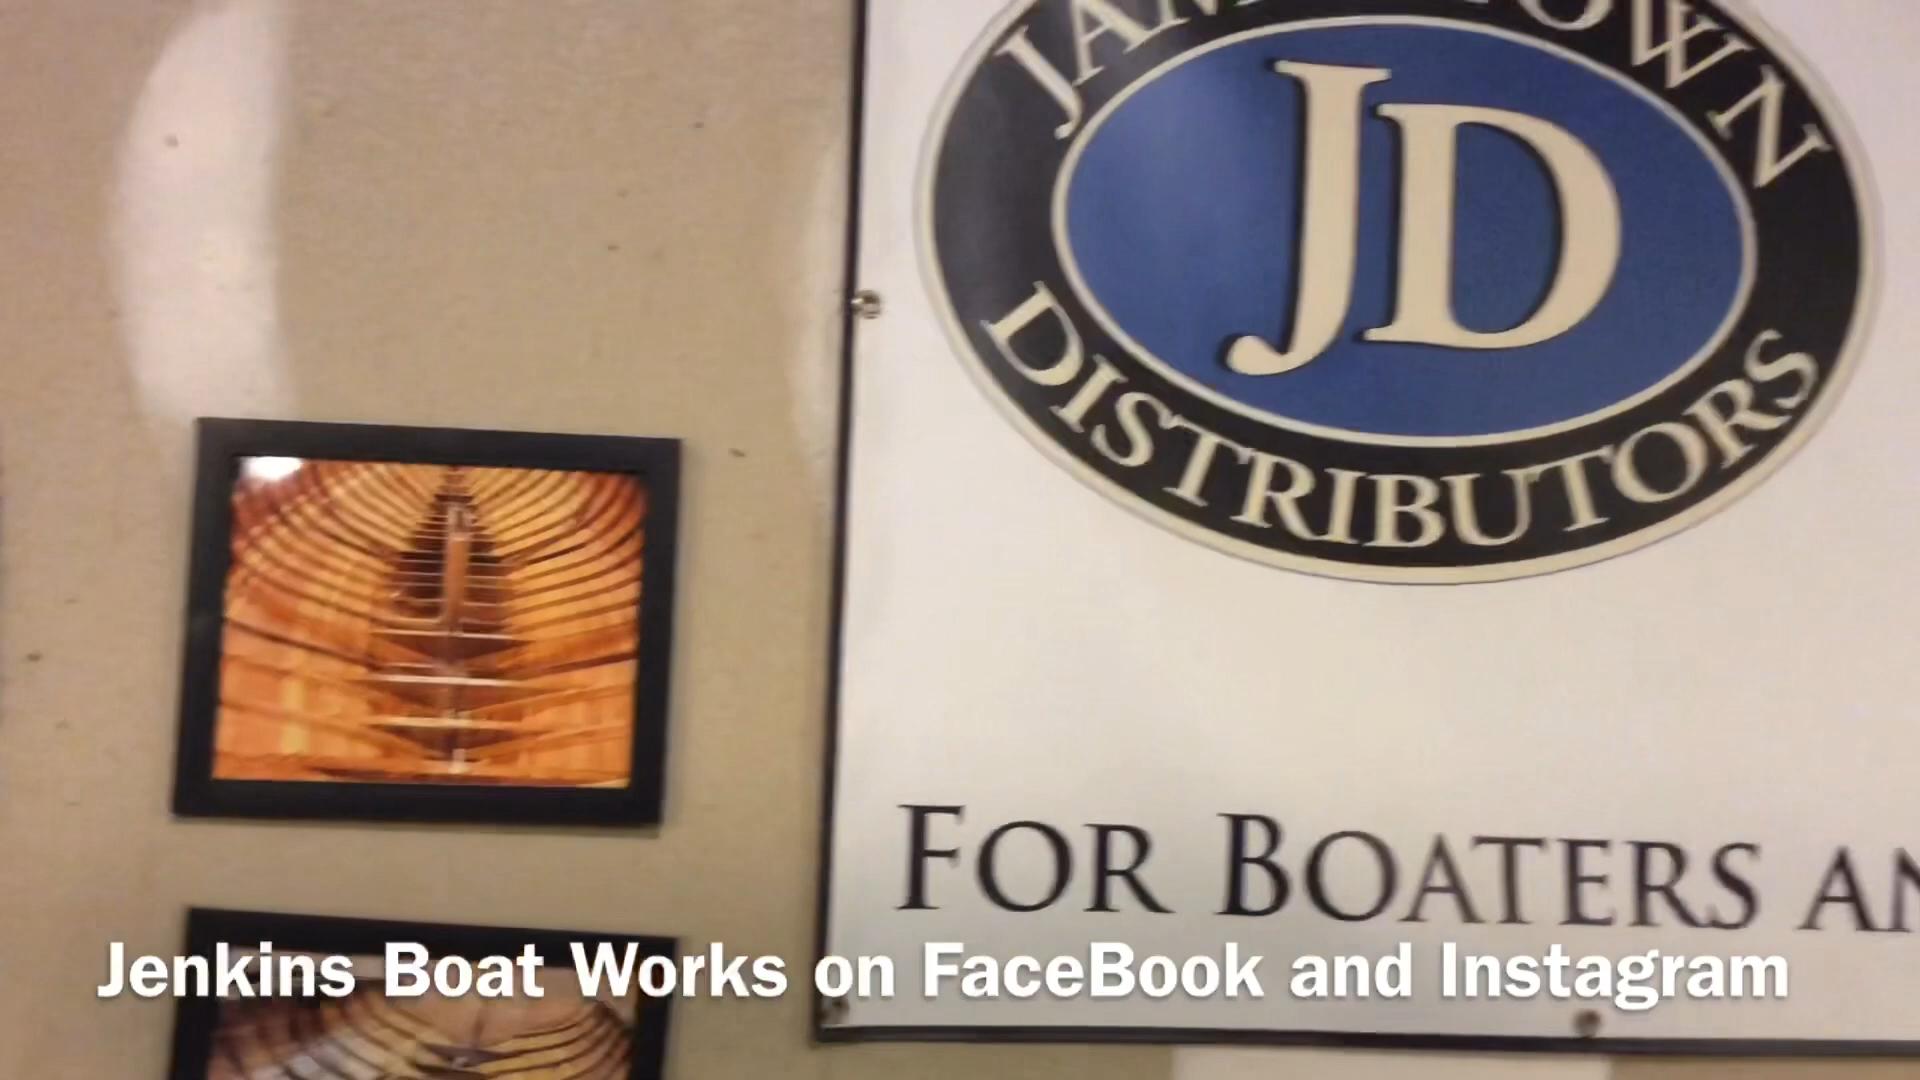 JD
DISTRIBUTORS
FOR BOATERS
Jenkins Boat Works on FaceBook and Instagram